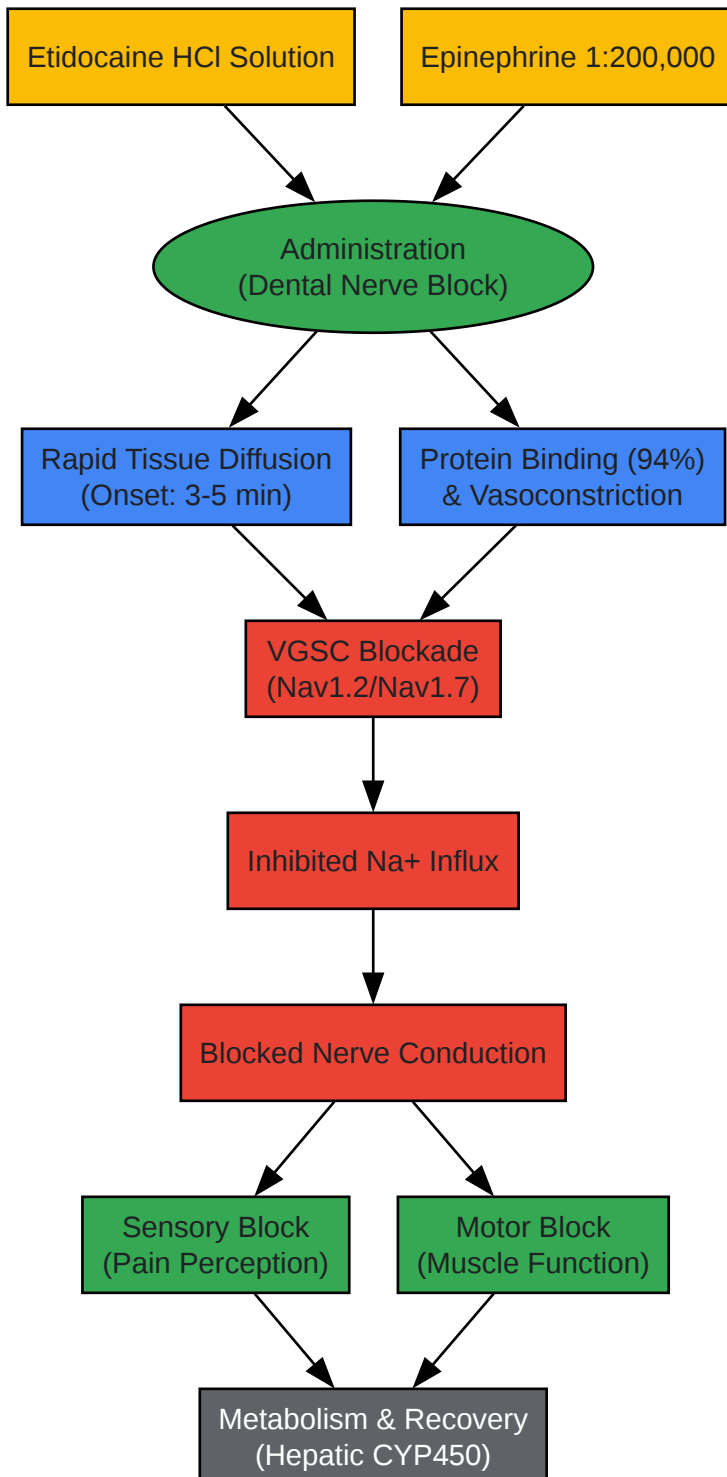 Etidocaine HCl Solution
Epinephrine 1:200,000
Administration
(Dental Nerve Block)
Rapid Tissue Diffusion
(Onset: 3-5 min)
Protein Binding (94%)
& Vasoconstriction
VGSC Blockade
(Nav1.2/Nav1.7)
Inhibited Na+ Influx
Blocked Nerve Conduction
Sensory Block
(Pain Perception)
Motor Block
(Muscle Function)
Metabolism & Recovery
(Hepatic CYP450)